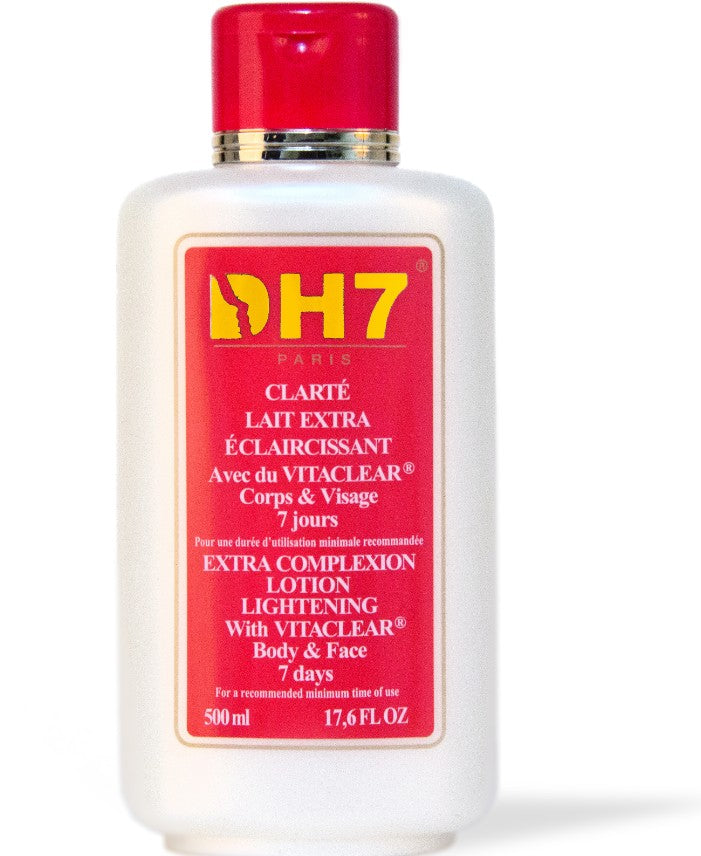 DH7®
PARIS
CLARTÉ
LAIT EXTRA
ÉCLAIRCISSANT
Avec du VITACLEAR®
Corps & Visage
7 jours
Pour une durée d'utilisation minimale recommandée
EXTRA COMPLEXION
LOTION
LIGHTENING
With VITACLEAR®
Body & Face
7 days
For a recommended minimum time of use
500 ml 17,6 FL OZ